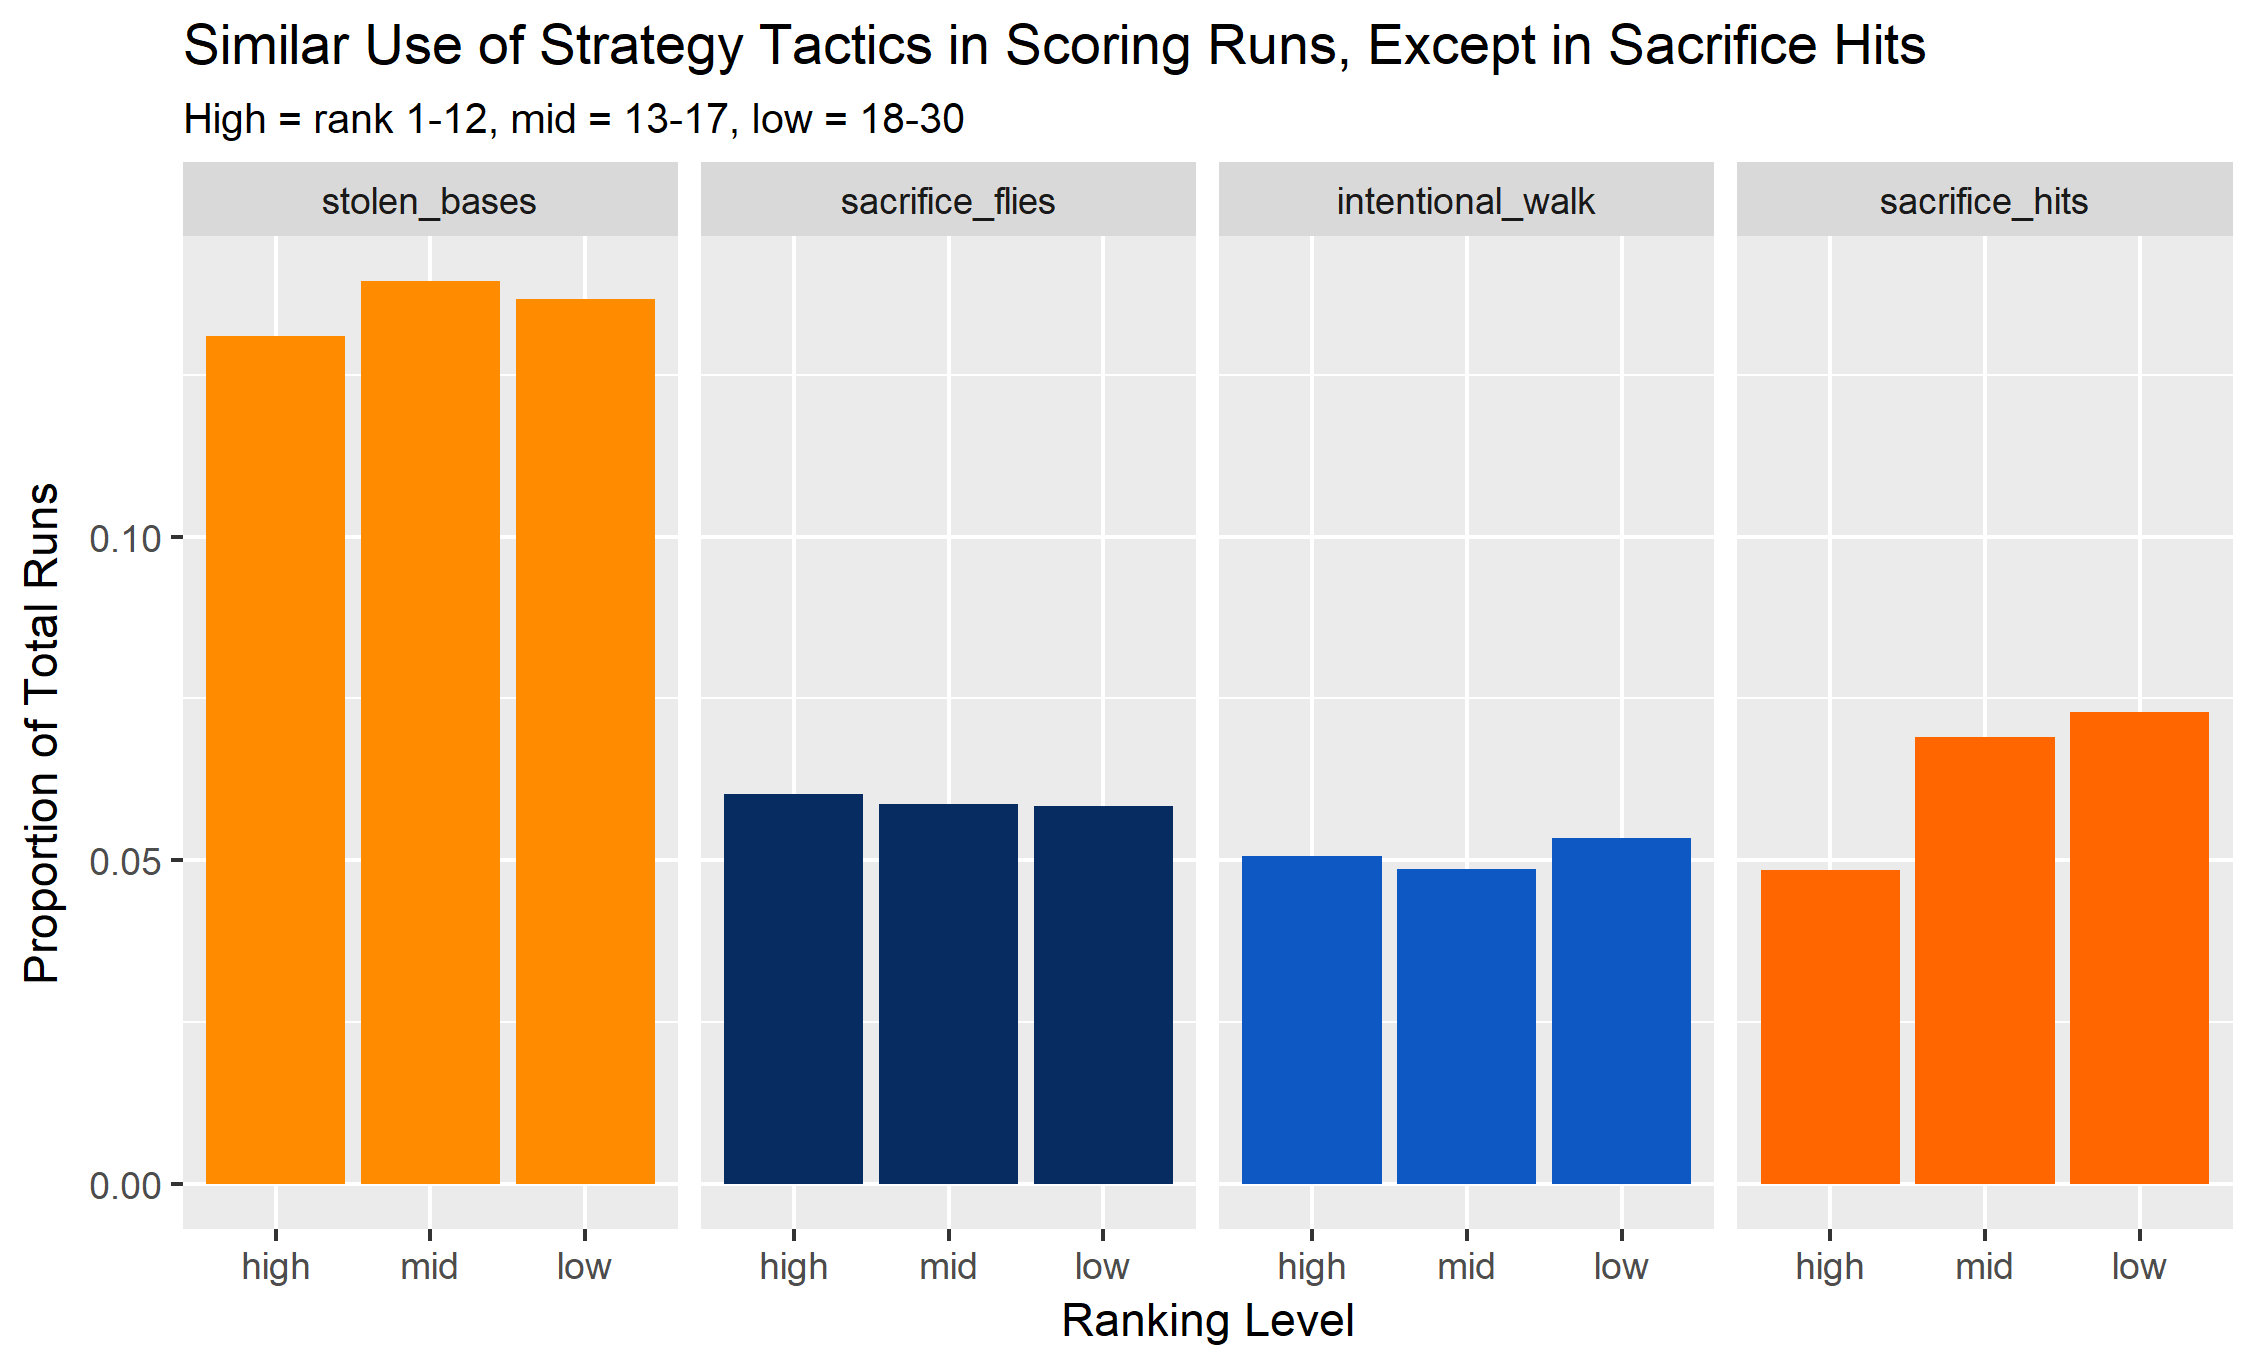 Similar Use of Strategy Tactics in Scoring Runs, Except in Sacrifice Hits
High = rank 1-12, mid = 13-17, low = 18-30
stolen_bases sacrifice_flies intentional_walk sacrifice_hits
Proportion of Total Runs
0.10
0.05
0.00
high mid low high mid low high mid low high mid low
Ranking Level